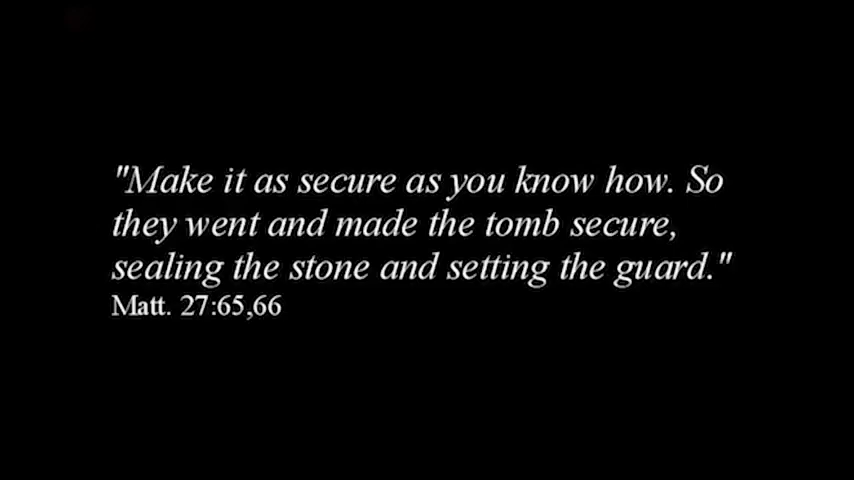 "Make it as secure as you know how. So
they went and made the tomb secure,
sealing the stone and setting the guard."
Matt. 27:65,66